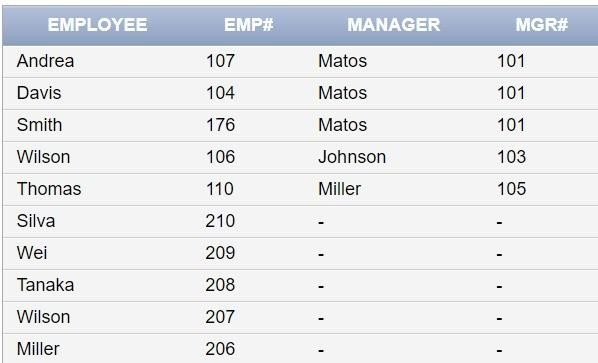 EMPLOYEE EMP# MANAGER MGR#
Andrea 107 Matos 101
Davis 104 Matos 101
Smith 176 Matos 101
Wilson 106 Johnson 103
Thomas 110 Miller 105
Silva 210 - -
Wei 209 - -
Tanaka 208 - -
Wilson 207 - -
Miller 206 - -